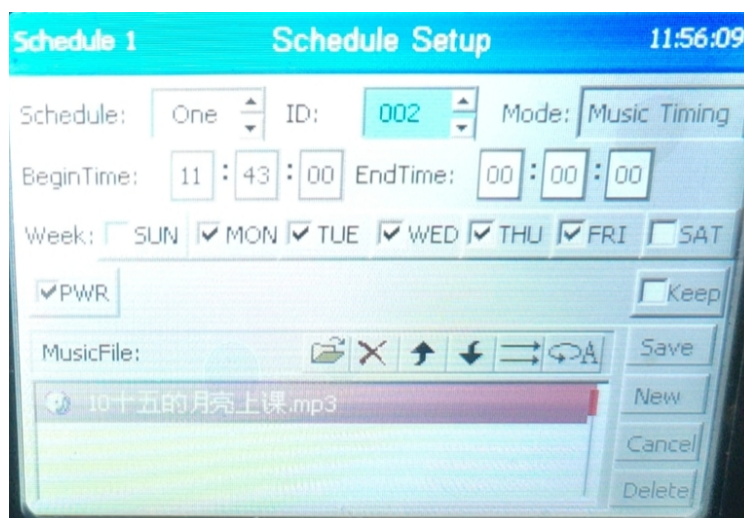 Schedule 1 Schedule Setup 11:56:09
Schedule: One ID: 002 Mode: Music Timing
BeginTime: 11 : 43 : 00 EndTime: 00 : 00 : 00
Week: SUN MON TUE WED THU FRI SAT
PWR Keep
MusicFile: A Save
10十五的月亮上课.mp3 New
Cancel
Delete